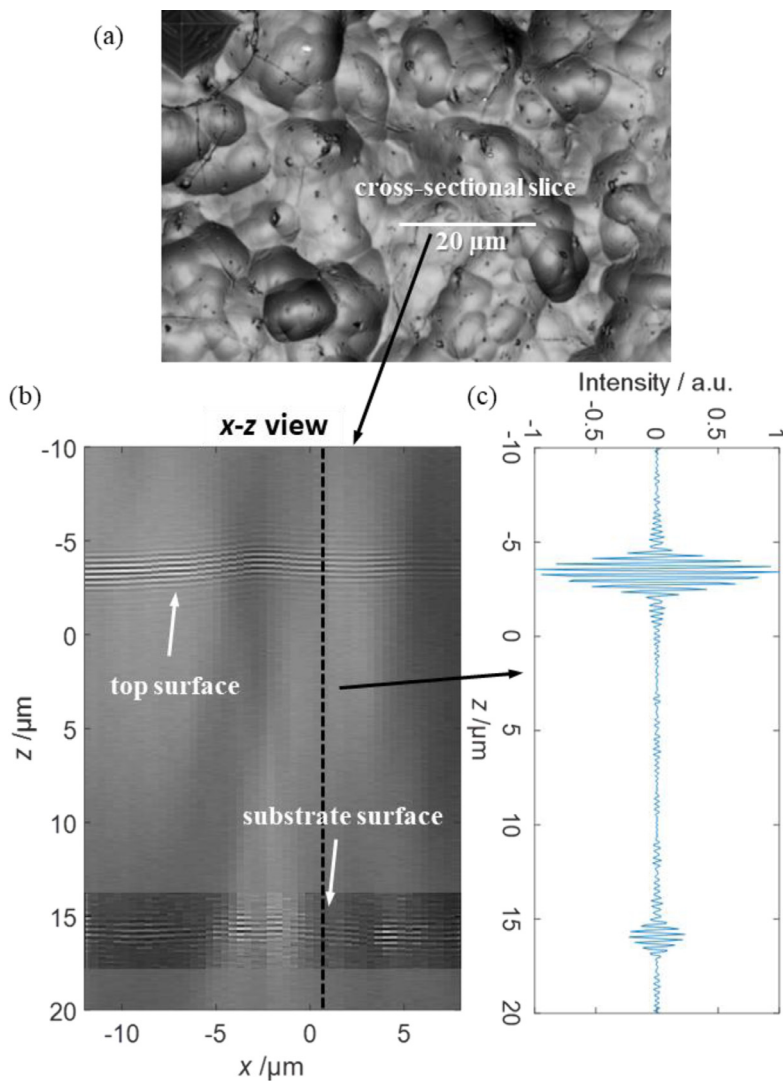 (a)
cross-sectional slice
20 μm
(b)
x-z view
-10
-5
0
5
10
15
20
z /μm
-10
-5
0
5
x /μm
top surface
substrate surface
(c)
Intensity / a.u.
-1
-0.5
0
0.5
1
-10
-5
0
5
10
15
20
z /μm